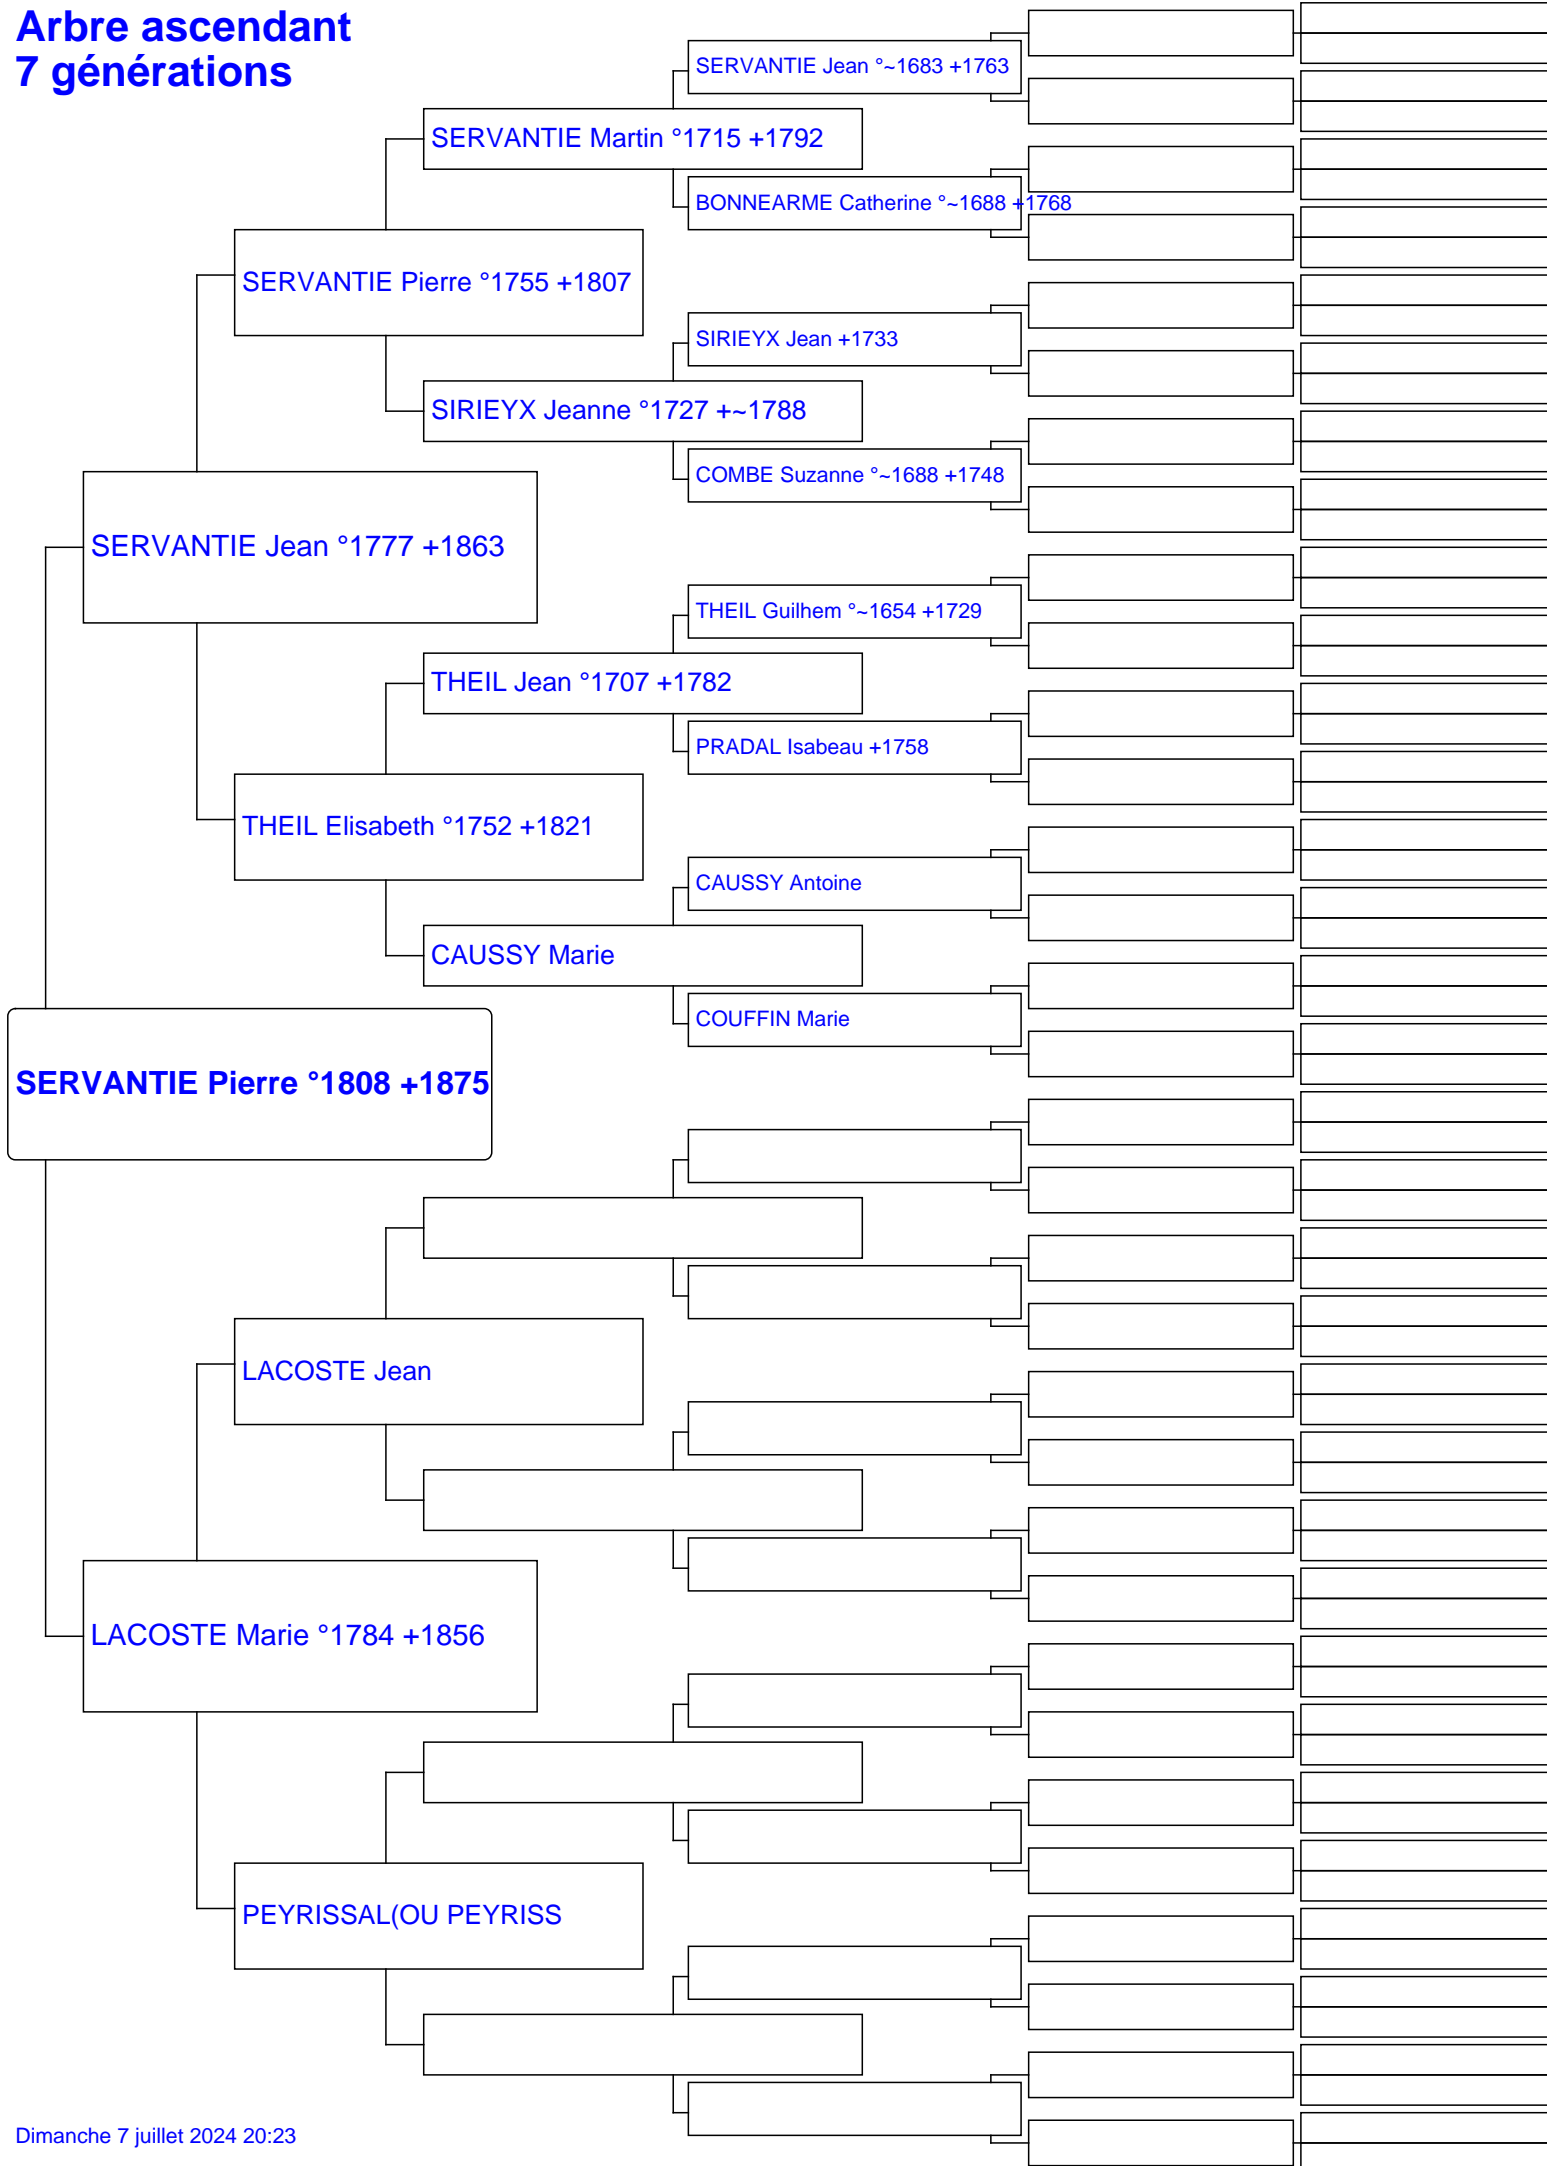 Arbre ascendant
7 générations
SERVANTIE Jean °~1683 +1763
SERVANTIE Martin °1715 +1792
BONNEARME Catherine °~1688 +1768
SERVANTIE Pierre °1755 +1807
SIRIEYX Jean +1733
SIRIEYX Jeanne °1727 +~1788
COMBE Suzanne °~1688 +1748
SERVANTIE Jean °1777 +1863
THEIL Guilhem °~1654 +1729
THEIL Jean °1707 +1782
PRADAL Isabeau +1758
THEIL Elisabeth °1752 +1821
CAUSSY Antoine
CAUSSY Marie
COUFFIN Marie
SERVANTIE Pierre °1808 +1875
LACOSTE Jean
LACOSTE Marie °1784 +1856
PEYRISSAL(OU PEYRISS
Dimanche 7 juillet 2024 20:23